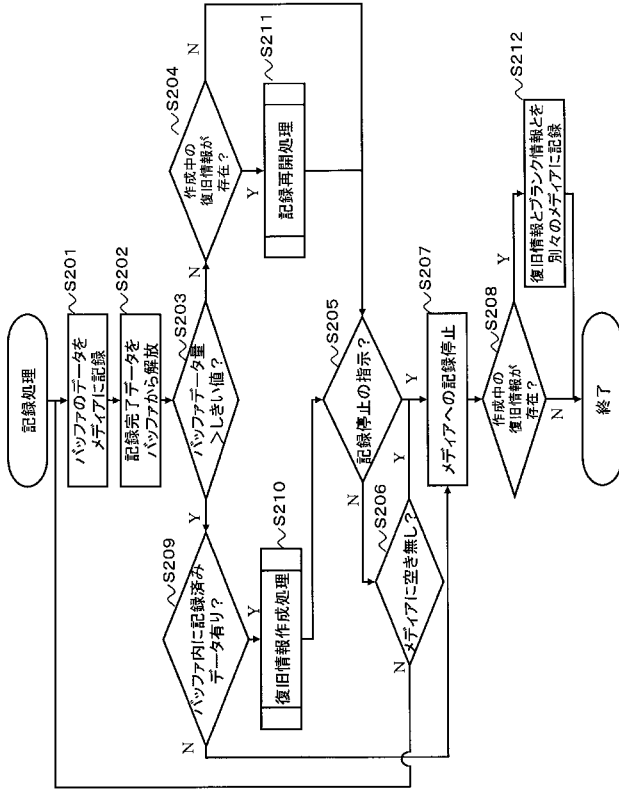 記録処理
S201
バッファのデータを
メディアに記録
S202
記録完了データを
バッファから解放
S203
バッファデータ量
>しきい値?
Y
N
S204
作成中の
復旧情報が
存在?
N
Y
S211
記録再開処理
S209
バッファ内に記録済み
データ有り?
N
Y
S210
復旧情報作成処理
S205
記録停止の指示?
N
Y
S206
メディアに空き無し?
N
Y
S207
メディアへの記録停止
S208
作成中の
復旧情報が
存在?
Y
N
S212
復旧情報とブランク情報とを
別々のメディアに記録
終了